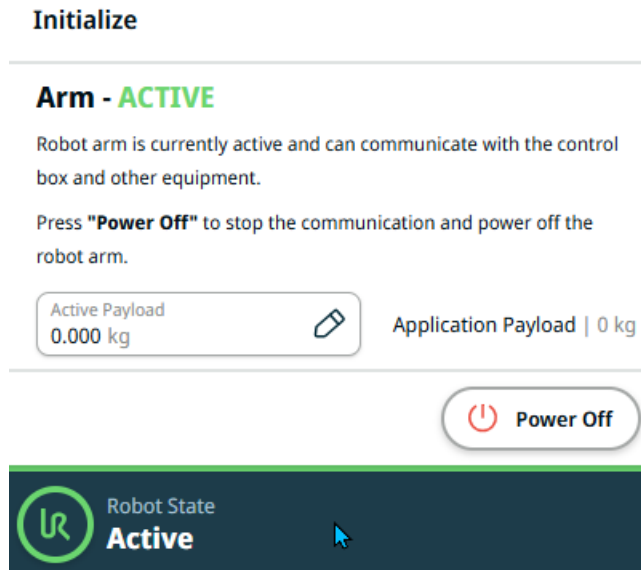 Initialize
Arm - ACTIVE
Robot arm is currently active and can communicate with the control
box and other equipment.
Press "Power Off" to stop the communication and power off the
robot arm.
Active Payload
0.000 kg
Application Payload | 0 kg
Power Off
Robot State
Active